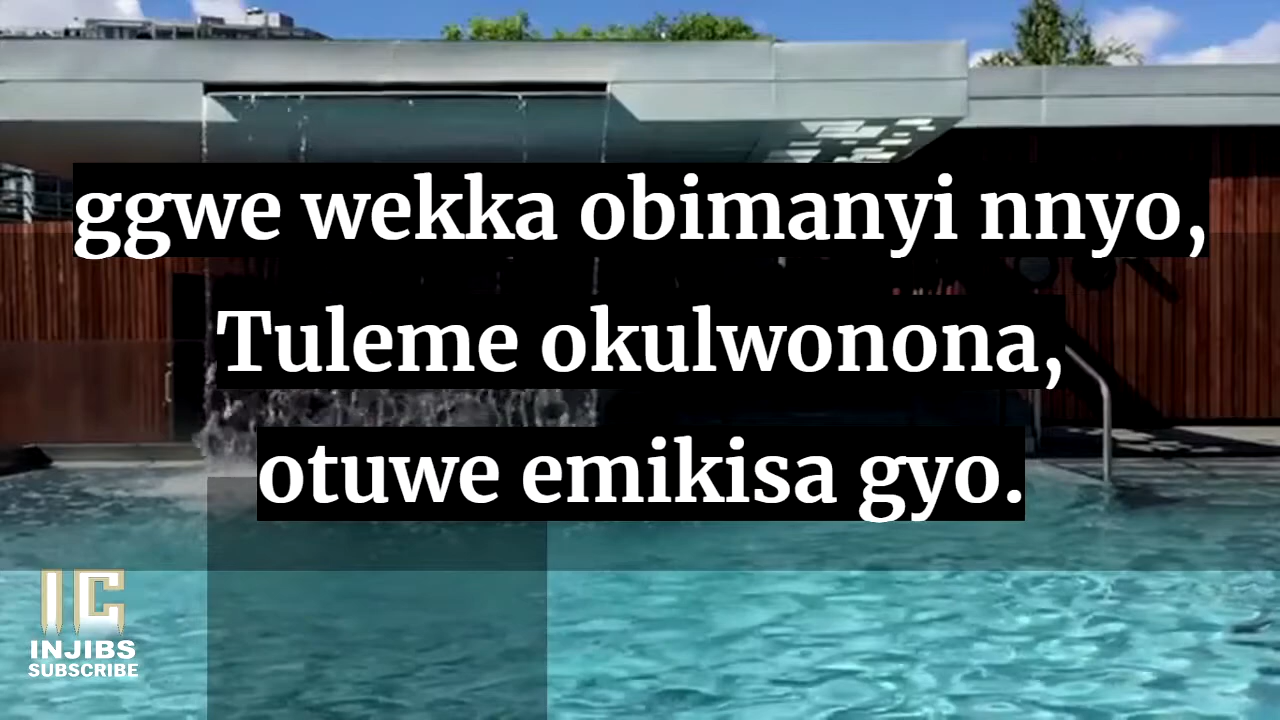 ggwe wekka obimanyi nnyo,
Tuleme okulwonona,
otuwe emikisa gyo.
IC
INJIBS
SUBSCRIBE